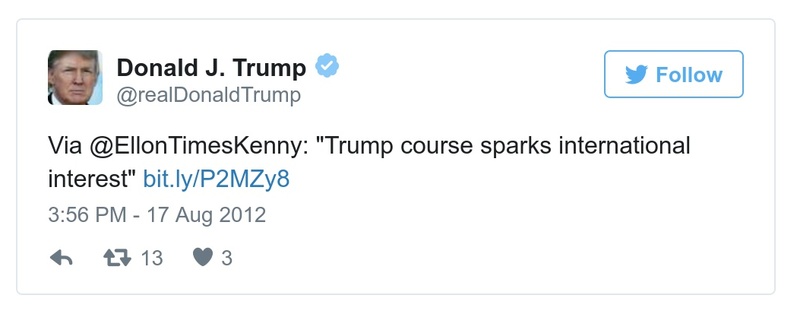 Donald J. Trump
@realDonaldTrump
Follow
Via @EllonTimesKenny: "Trump course sparks international
interest" bit.ly/P2MZy8
3:56 PM - 17 Aug 2012
13 3